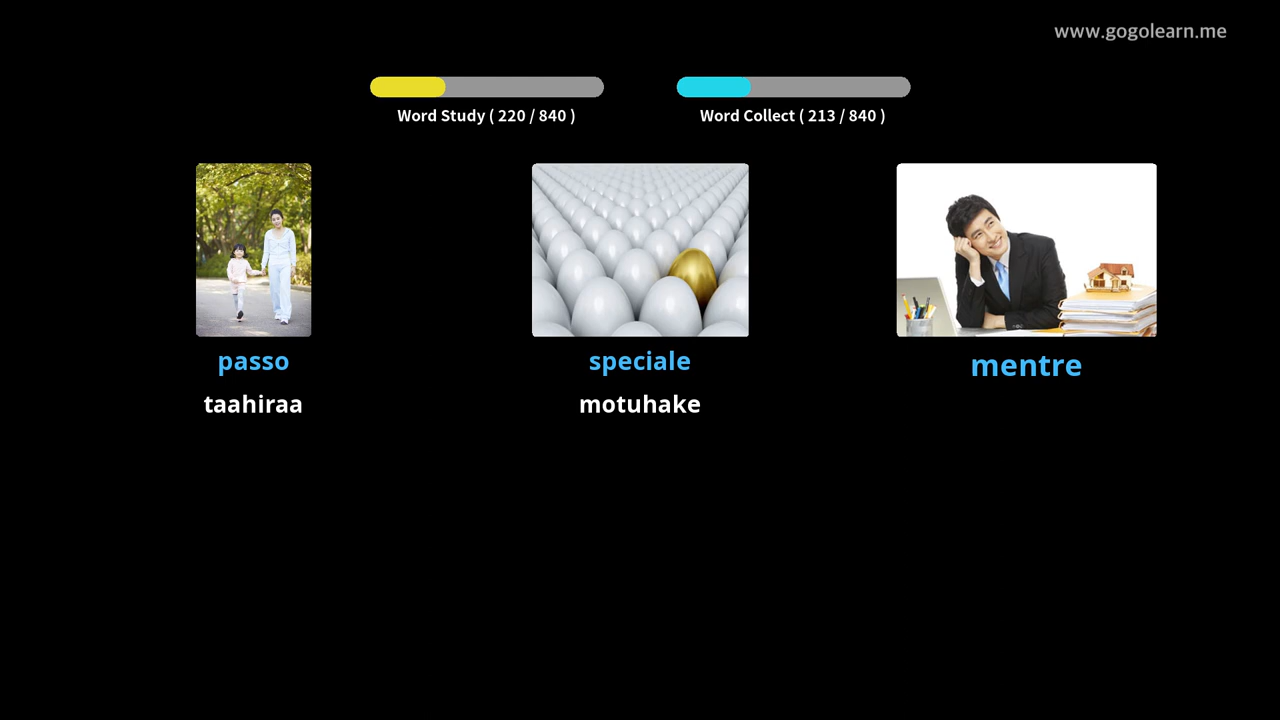 www.gogolearn.me
Word Study ( 220 / 840 )
Word Collect ( 213 / 840 )
passo
speciale
mentre
taahiraa
motuhake